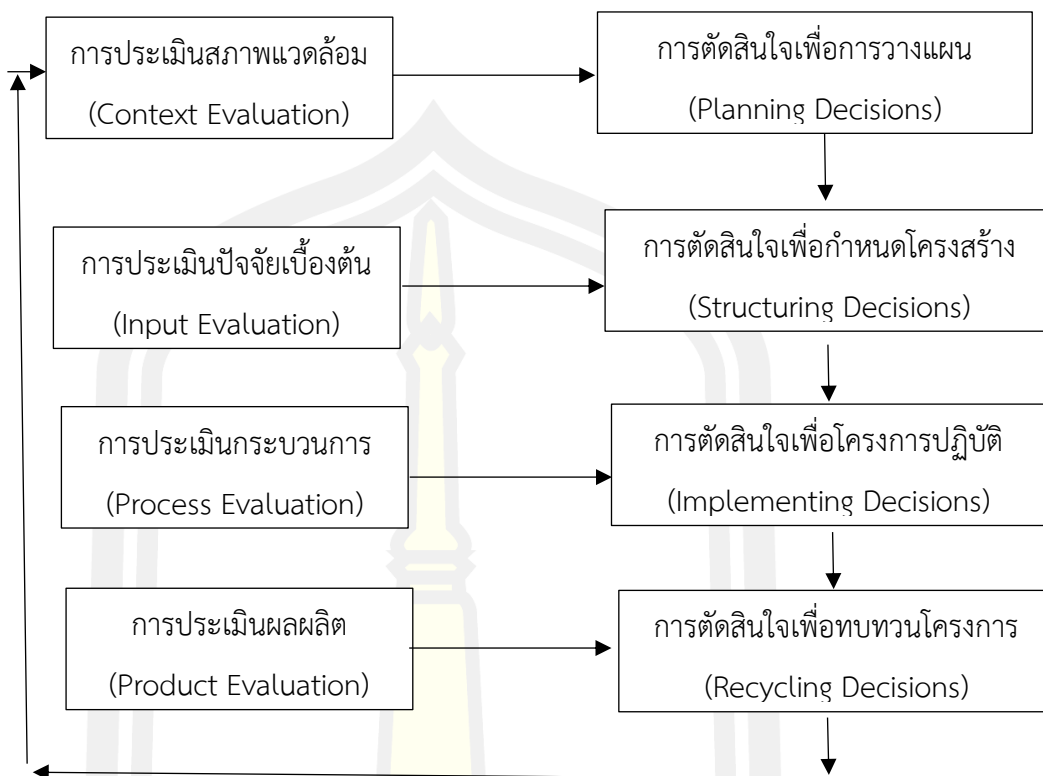 การประเมินสภาพแวดล้อม
(Context Evaluation)
การตัดสินใจเพื่อการวางแผน
(Planning Decisions)
การประเมินปัจจัยเบื้องต้น
(Input Evaluation)
การตัดสินใจเพื่อกำหนดโครงสร้าง
(Structuring Decisions)
การประเมินกระบวนการ
(Process Evaluation)
การตัดสินใจเพื่อโครงการปฏิบัติ
(Implementing Decisions)
การประเมินผลผลิต
(Product Evaluation)
การตัดสินใจเพื่อทบทวนโครงการ
(Recycling Decisions)